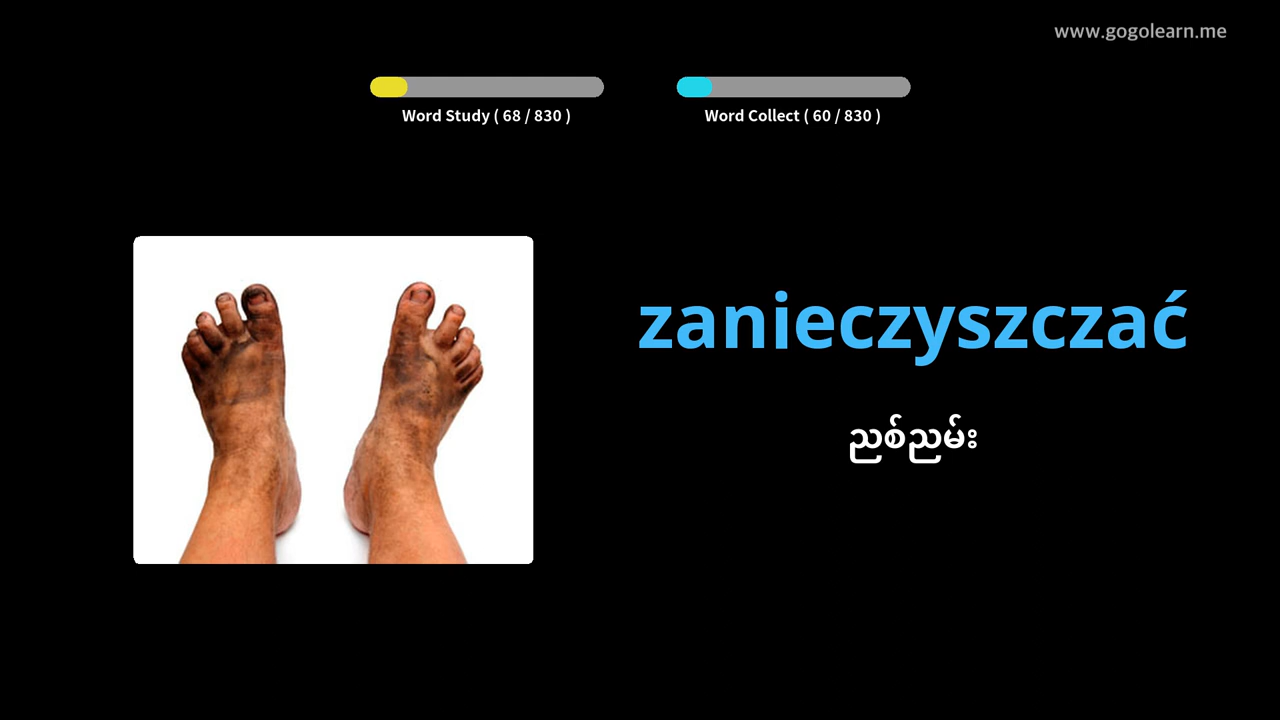 www.gogolearn.me
Word Study ( 68 / 830 )
Word Collect ( 60 / 830 )
zanieczyszczać
ညစ်ညမ်း